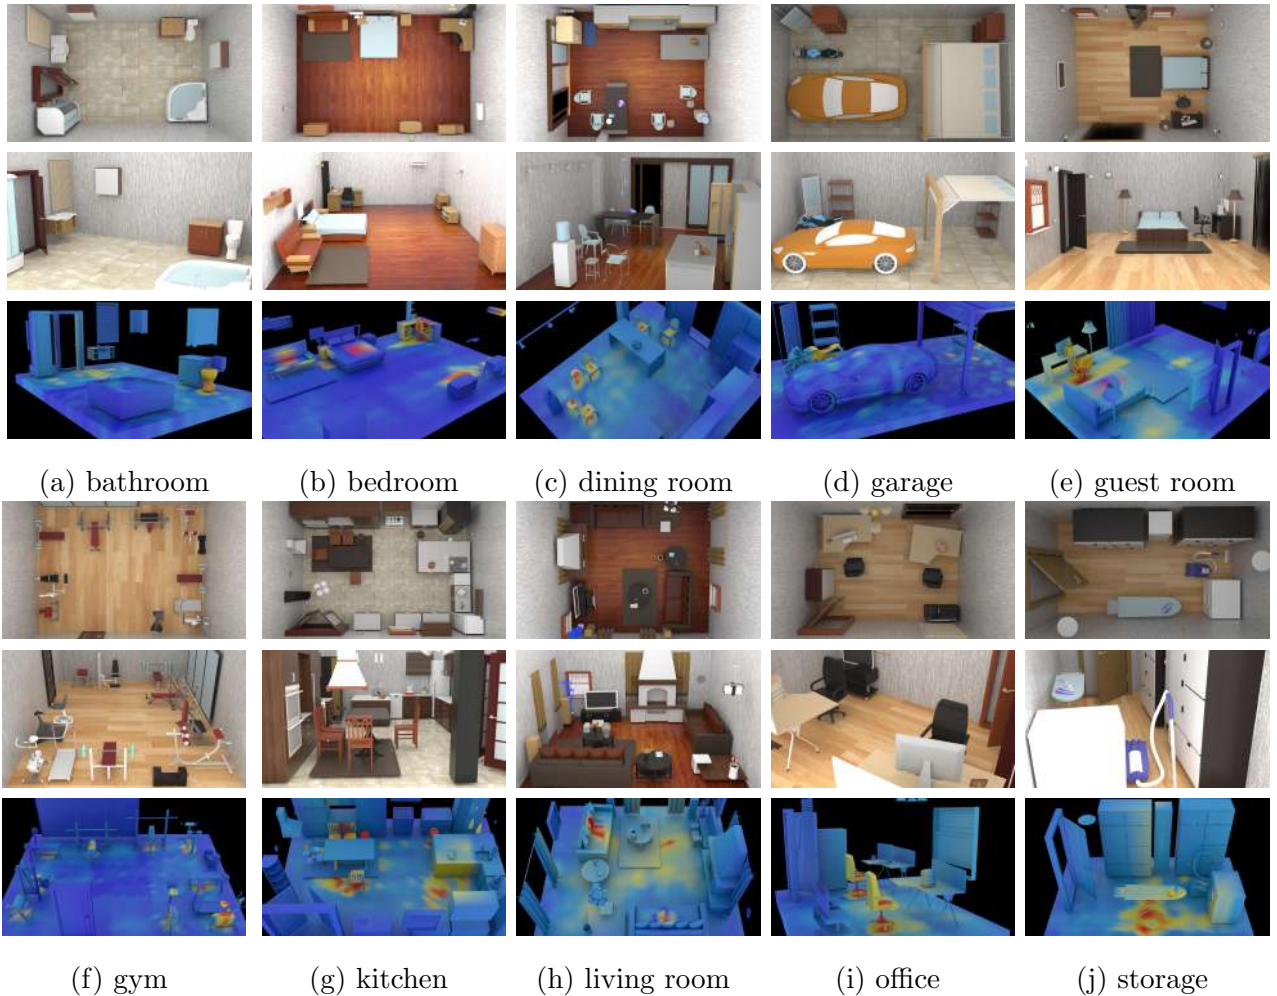 (a) bathroom
(b) bedroom
(c) dining room
(d) garage
(e) guest room
(f) gym
(g) kitchen
(h) living room
(i) office
(j) storage